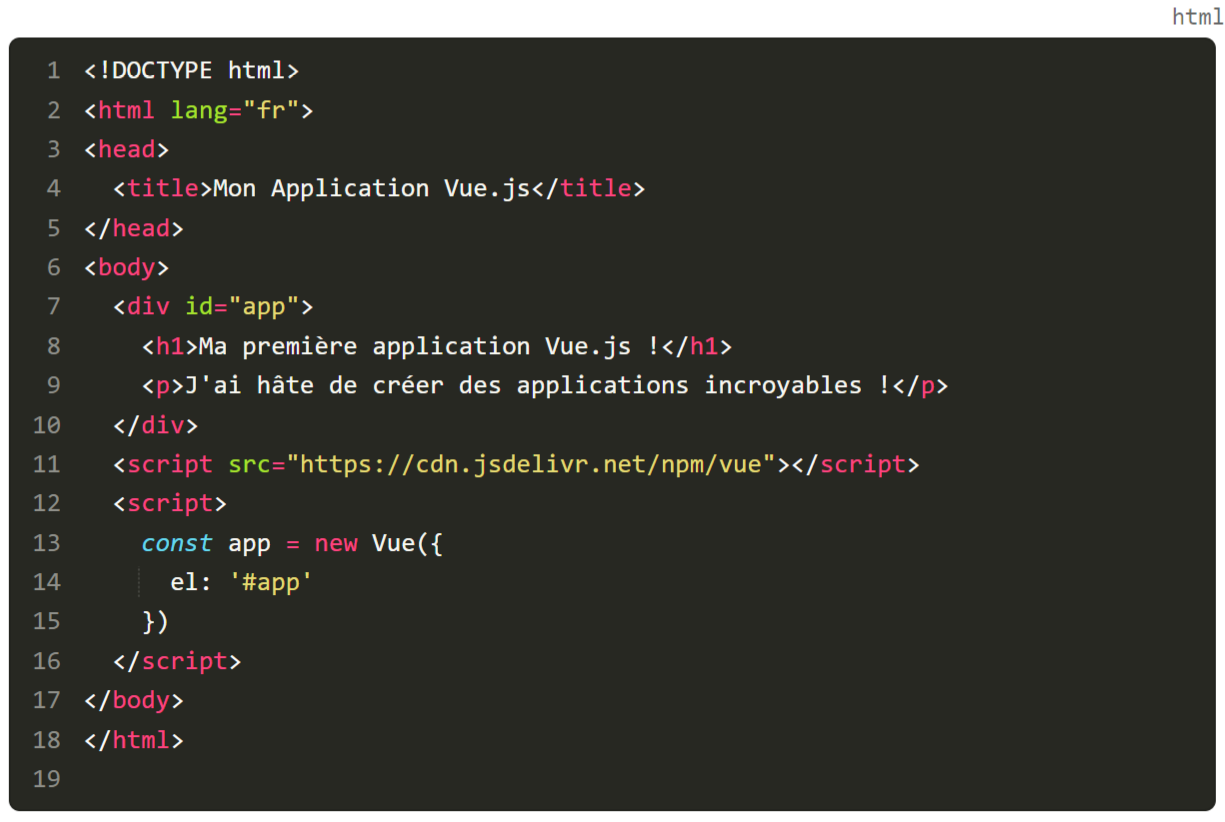 html
1 <!DOCTYPE html>
2 <html lang="fr">
3 <head>
4   <title>Mon Application Vue.js</title>
5 </head>
6 <body>
7   <div id="app">
8     <h1>Ma première application Vue.js !</h1>
9     <p>J'ai hâte de créer des applications incroyables !</p>
10   </div>
11   <script src="https://cdn.jsdelivr.net/npm/vue"></script>
12   <script>
13     const app = new Vue({
14       el: '#app'
15     })
16   </script>
17 </body>
18 </html>
19